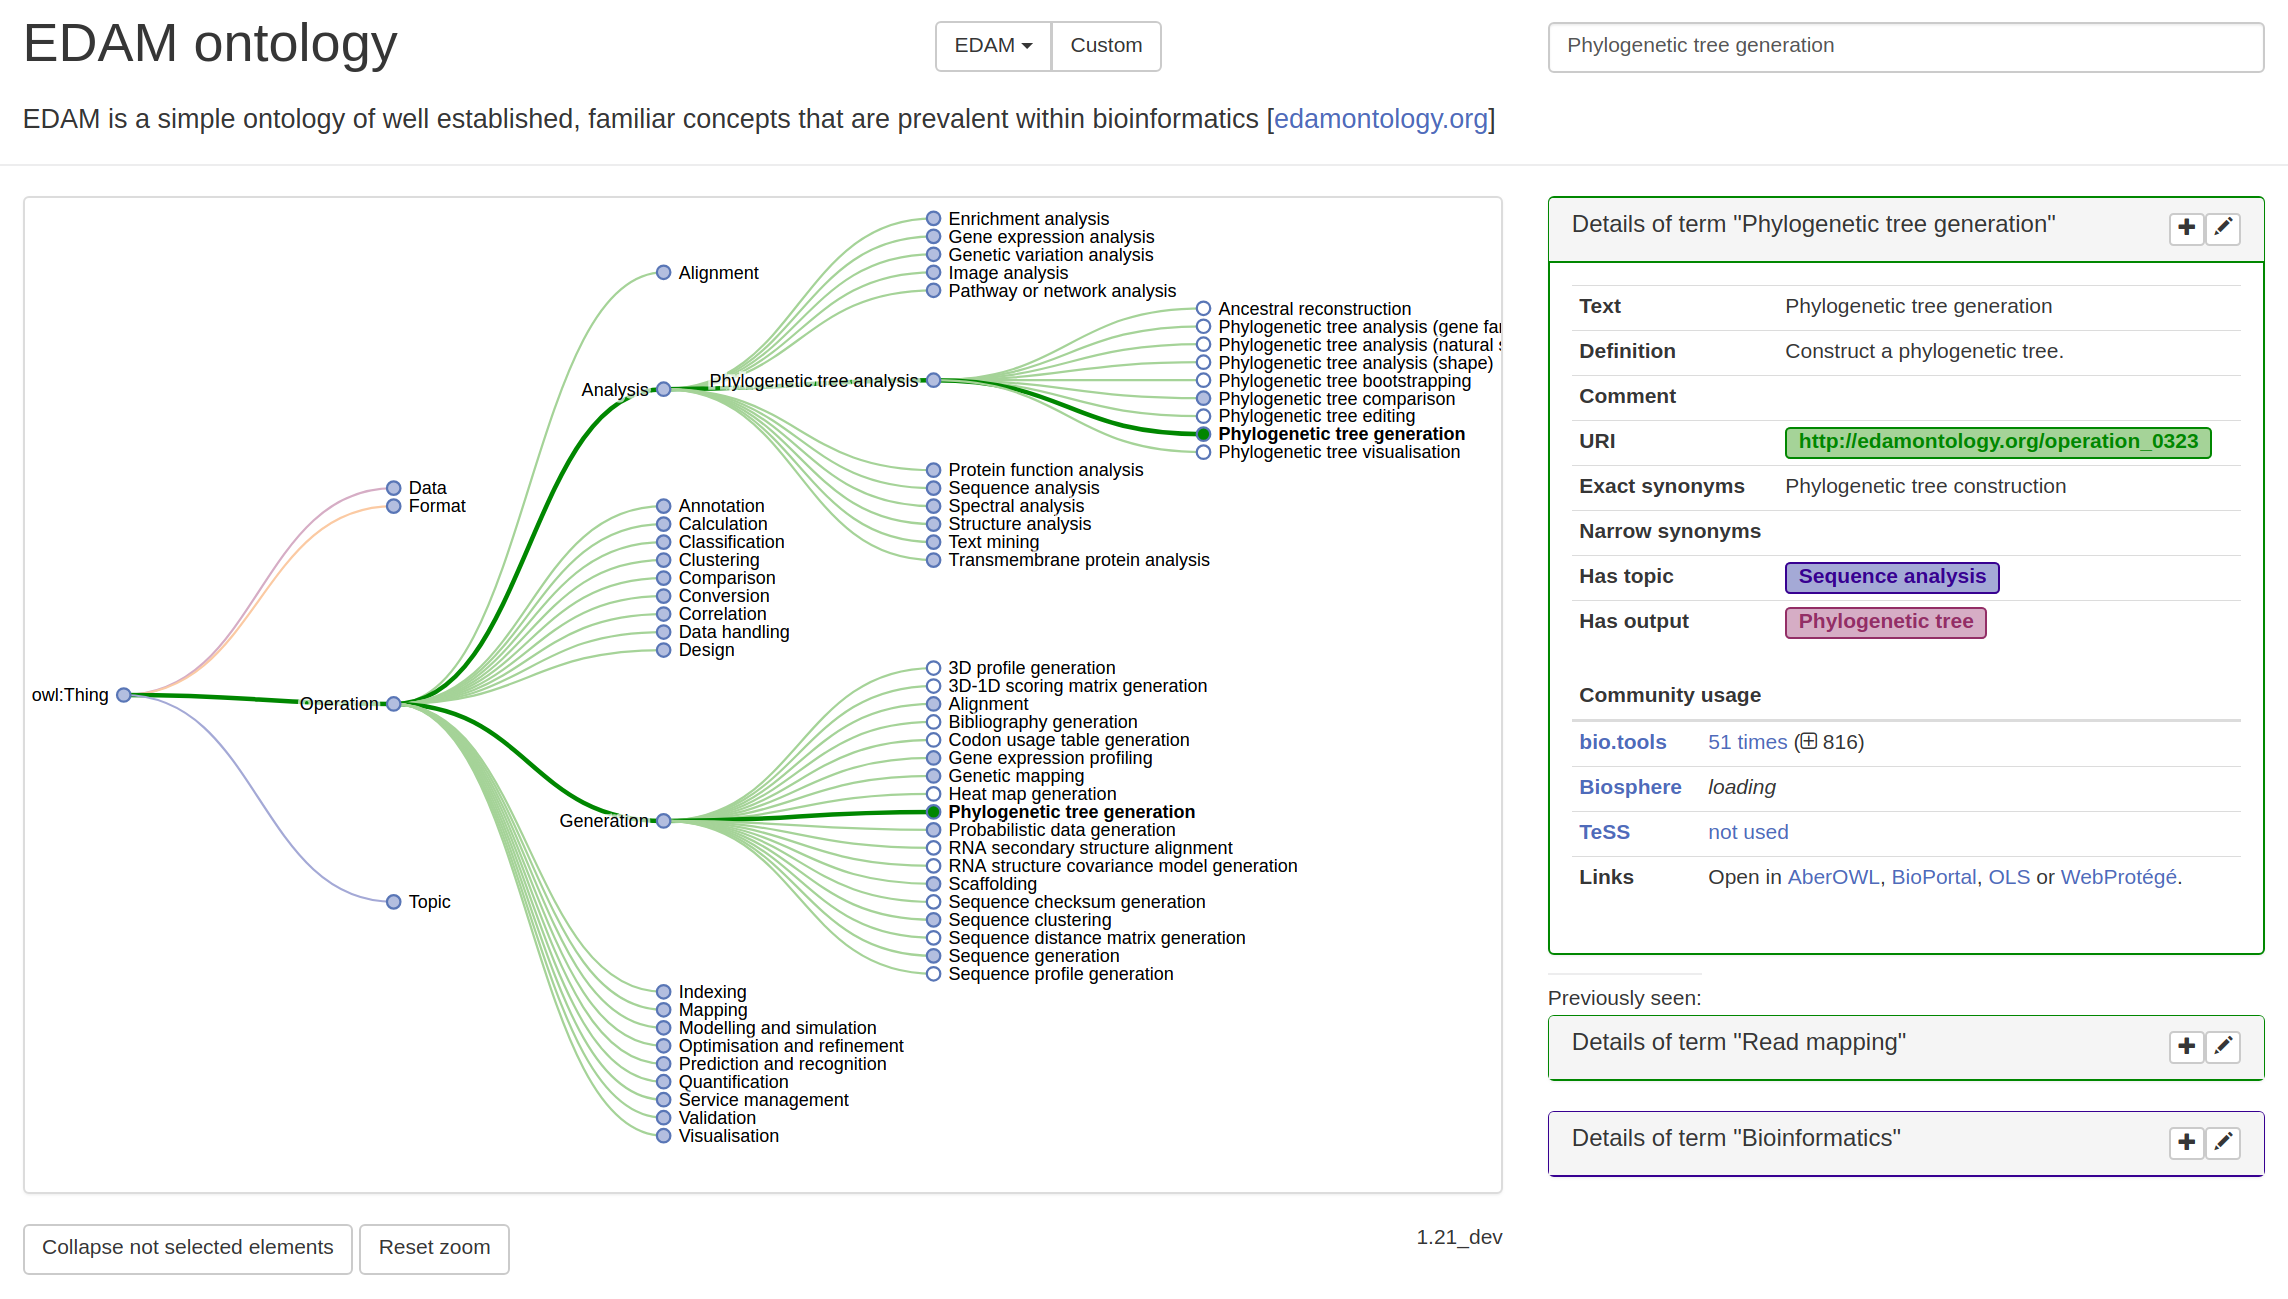 EDAM ontology
EDAM
Custom
Phylogenetic tree generation
EDAM is a simple ontology of well established, familiar concepts that are prevalent within bioinformatics [edamontology.org]
owl:Thing
Data
Format
Operation
Topic
Alignment
Analysis
Annotation
Calculation
Classification
Clustering
Comparison
Conversion
Correlation
Data handling
Design
Generation
Indexing
Mapping
Modelling and simulation
Optimisation and refinement
Prediction and recognition
Quantification
Service management
Validation
Visualisation
Enrichment analysis
Gene expression analysis
Genetic variation analysis
Image analysis
Pathway or network analysis
Phylogenetic tree analysis
Protein function analysis
Sequence analysis
Spectral analysis
Structure analysis
Text mining
Transmembrane protein analysis
Ancestral reconstruction
Phylogenetic tree analysis (gene
Phylogenetic tree analysis (natural
Phylogenetic tree analysis (shape)
Phylogenetic tree bootstrapping
Phylogenetic tree comparison
Phylogenetic tree editing
Phylogenetic tree generation
Phylogenetic tree visualisation
3D profile generation
3D-1D scoring matrix generation
Alignment
Bibliography generation
Codon usage table generation
Gene expression profiling
Genetic mapping
Heat map generation
Phylogenetic tree generation
Probabilistic data generation
RNA secondary structure alignment
RNA structure covariance model generation
Scaffolding
Sequence checksum generation
Sequence clustering
Sequence distance matrix generation
Sequence generation
Sequence profile generation
Collapse not selected elements
Reset zoom
1.21_dev
Details of term "Phylogenetic tree generation"
Text Phylogenetic tree generation
Definition Construct a phylogenetic tree.
Comment
URI http://edamontology.org/operation_0323
Exact synonyms Phylogenetic tree construction
Narrow synonyms
Has topic Sequence analysis
Has output Phylogenetic tree
Community usage
bio.tools 51 times (⊞ 816)
Biosphere loading
TeSS not used
Links Open in AberOWL, BioPortal, OLS or WebProtégé.
Previously seen:
Details of term "Read mapping"
Details of term "Bioinformatics"